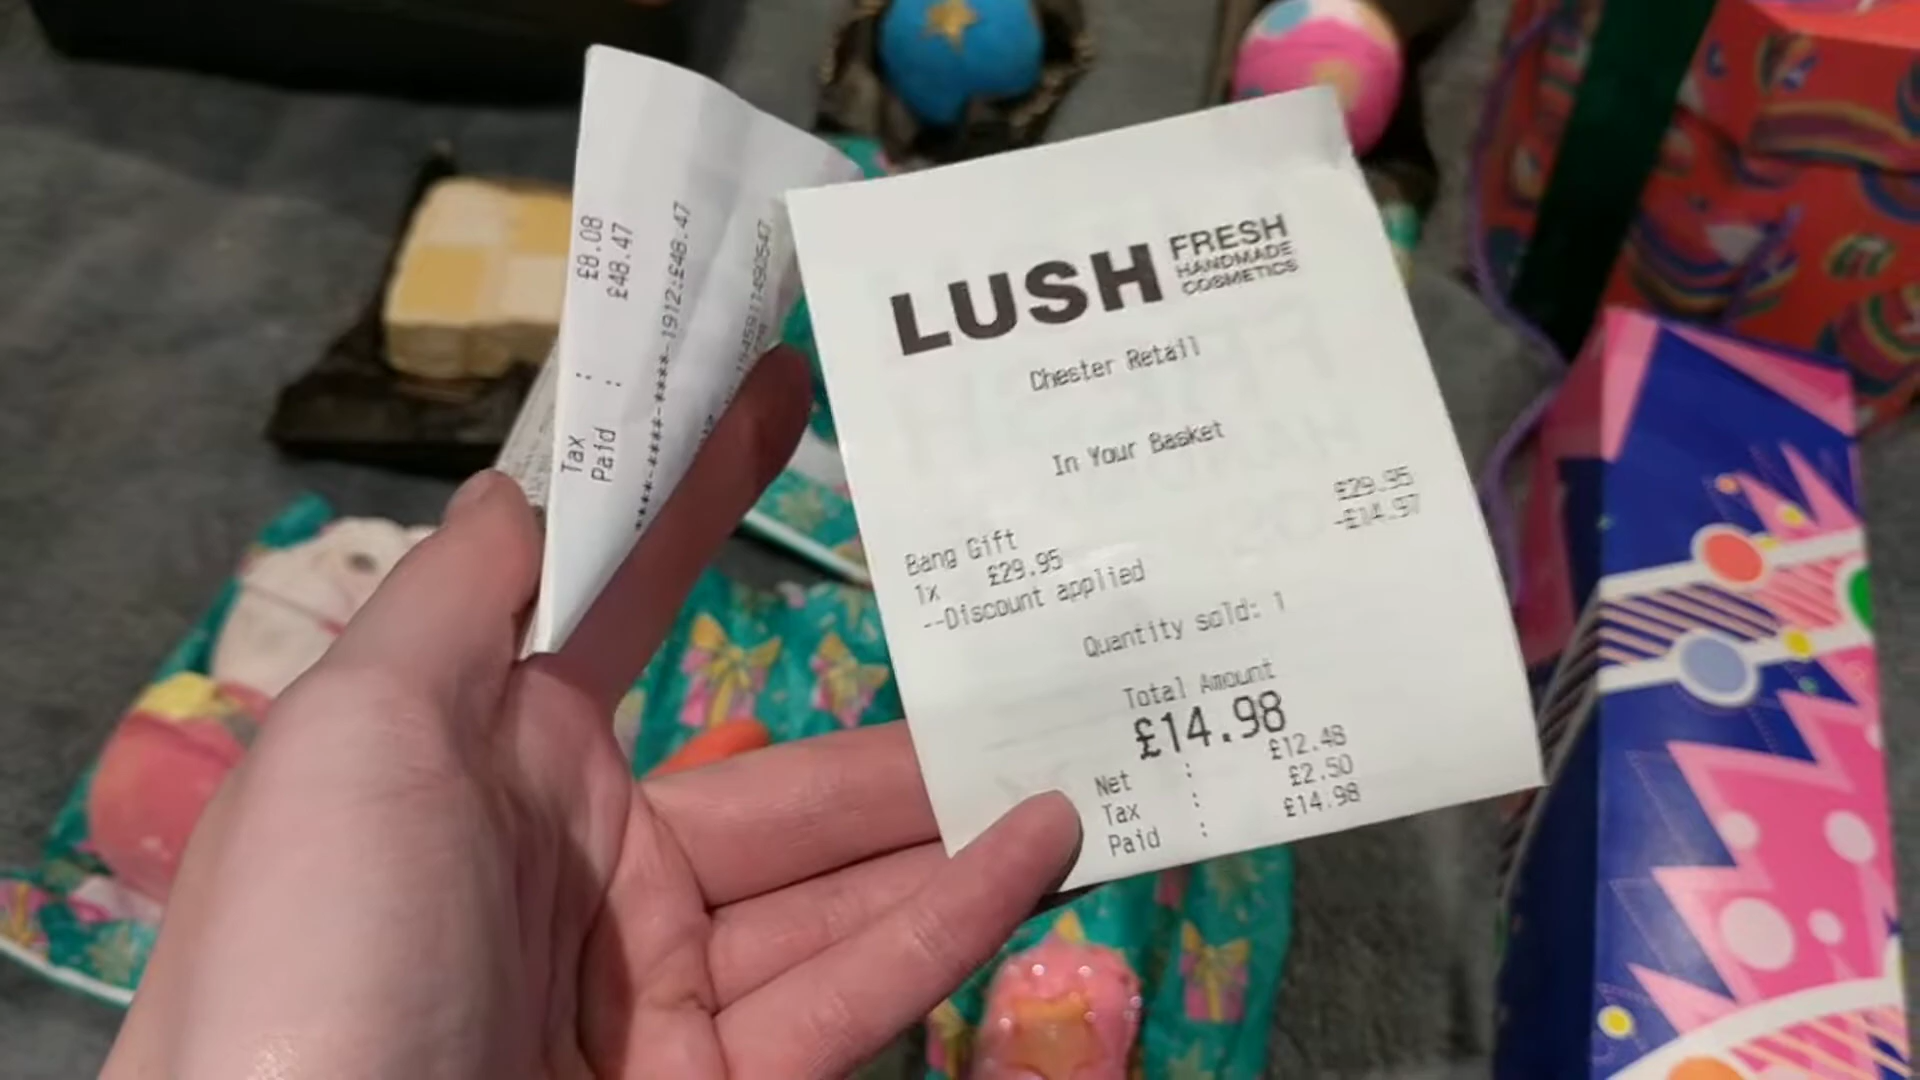 Tax : £8.08
Paid : £48.47
****-****-****-1912:£48.47
LUSH FRESH
HANDMADE
COSMETICS
Chester Retail
In Your Basket
Bang Gift £29.95
1x £29.95 -£14.97
--Discount applied
Quantity sold: 1
Total Amount
£14.98
Net : £12.48
Tax : £2.50
Paid : £14.98